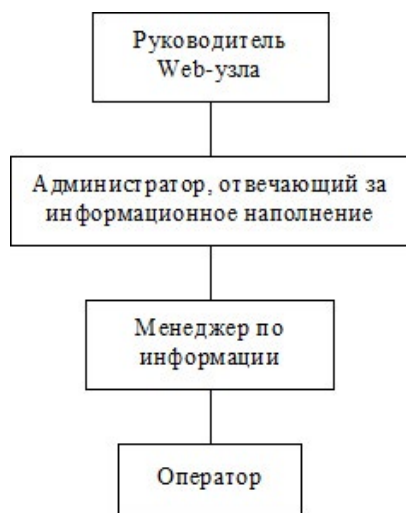 Руководитель
Web-узла
Администратор, отвечающий за
информационное наполнение
Менеджер по
информации
Оператор